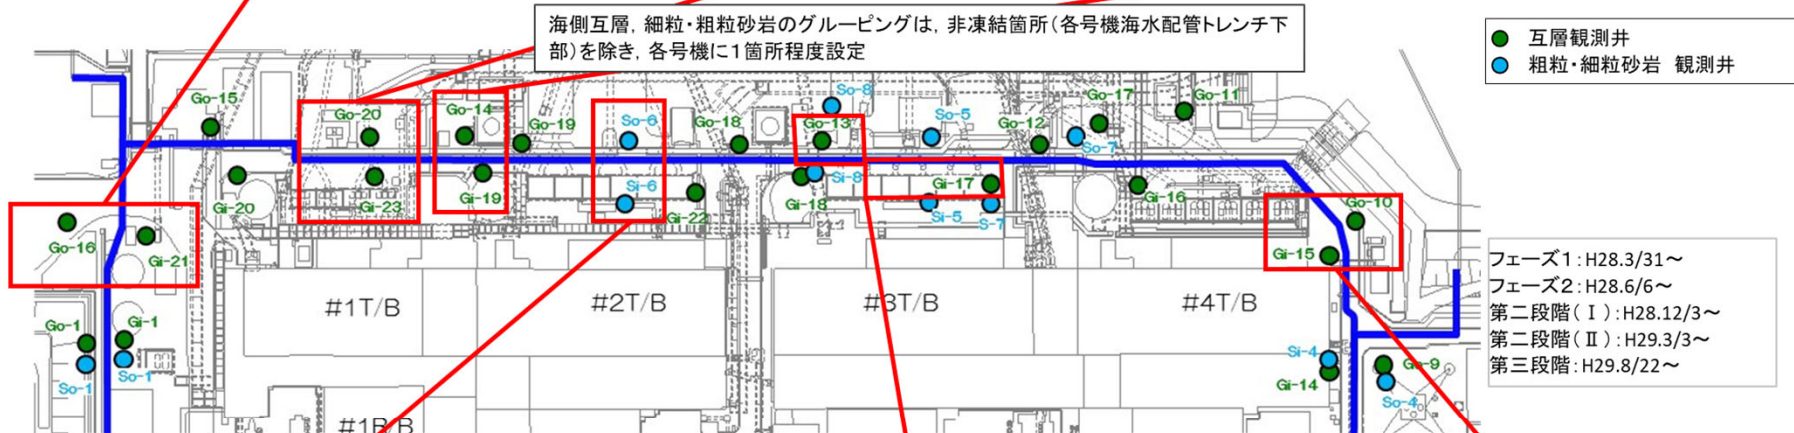 海側互層，細粒・粗粒砂岩のグルーピングは，非凍結箇所（各号機海水配管トレンチ下
部）を除き，各号機に１箇所程度設定
互層観測井
粗粒・細粒砂岩　観測井
Go-15
Go-20
Go-14
Go-19
So-6
Go-18
So-8
Go-13
So-5
Go-12
Go-17
So-7
Go-11
Gi-20
Gi-23
Gi-19
Si-6
Gi-22
Gi-18
Si-8
Gi-17
Si-5
S-7
Gi-16
Go-10
Gi-15
Go-16
Gi-21
フェーズ1：H28.3/31～
フェーズ2：H28.6/6～
第二段階（Ⅰ）：H28.12/3～
第二段階（Ⅱ）：H29.3/3～
第三段階：H29.8/22～
#1T/B
#2T/B
#3T/B
#4T/B
Go-1
Gi-1
So-1
So-1
Si-4
Gi-14
Go-9
So-4
#1R/B